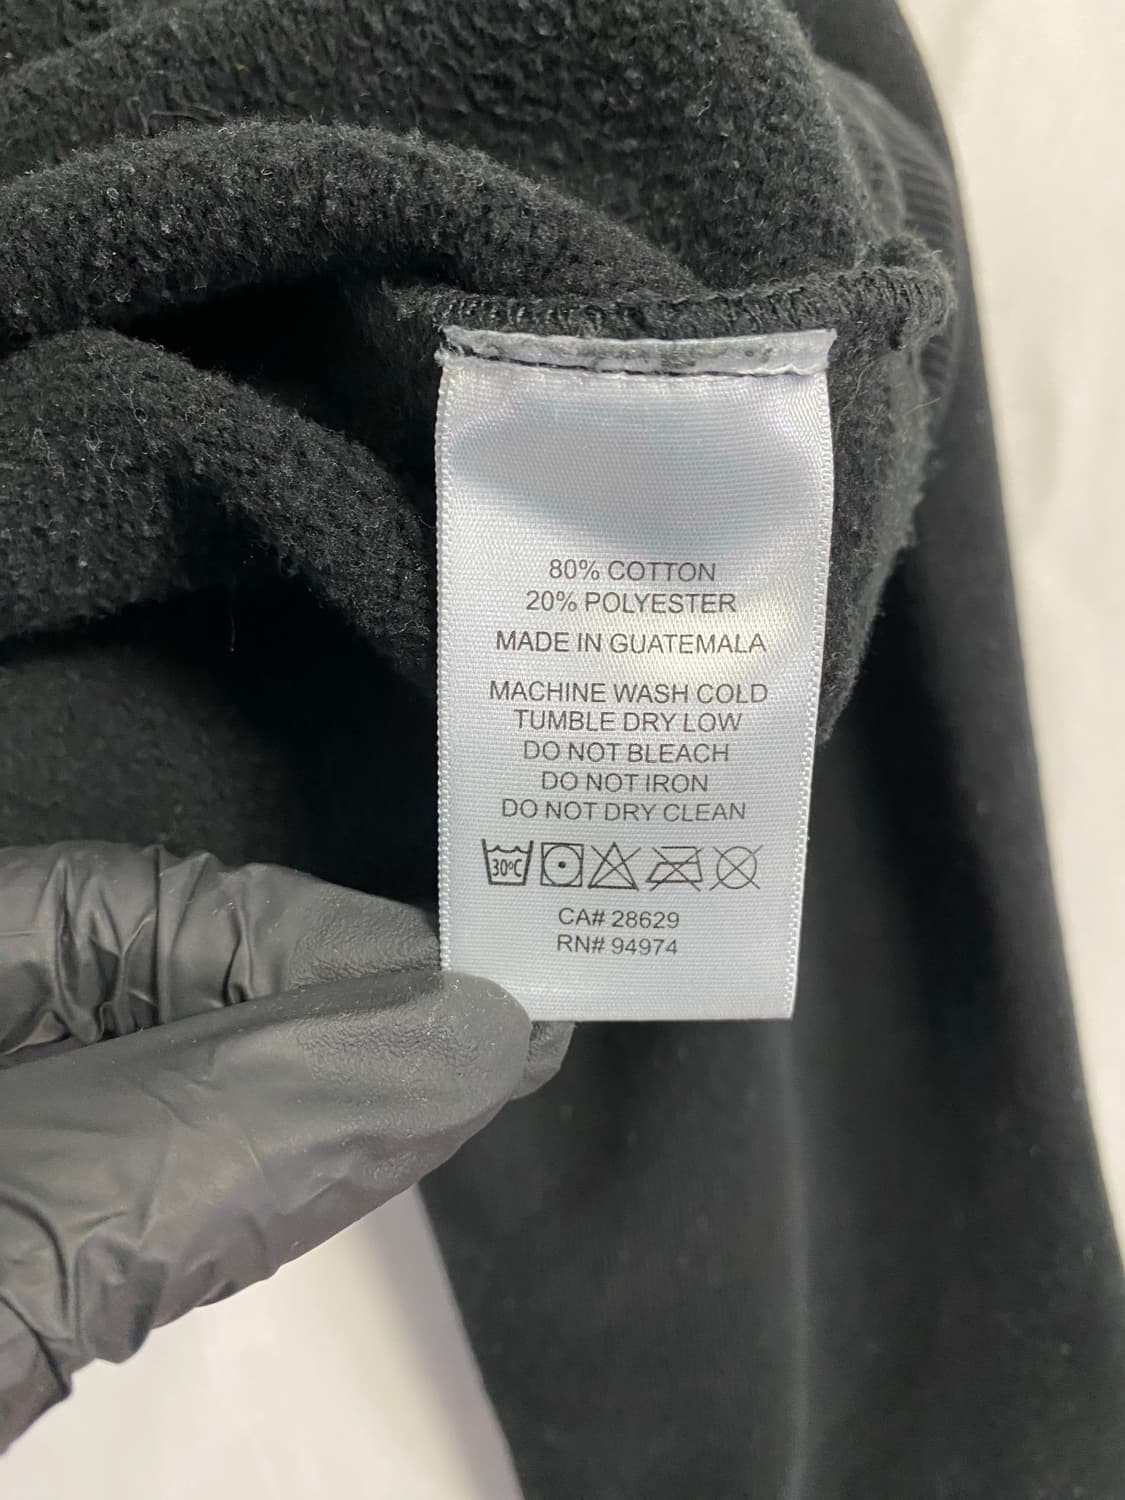 80% COTTON
20% POLYESTER
MADE IN GUATEMALA
MACHINE WASH COLD
TUMBLE DRY LOW
DO NOT BLEACH
DO NOT IRON
DO NOT DRY CLEAN
30°C
CA# 28629
RN# 94974